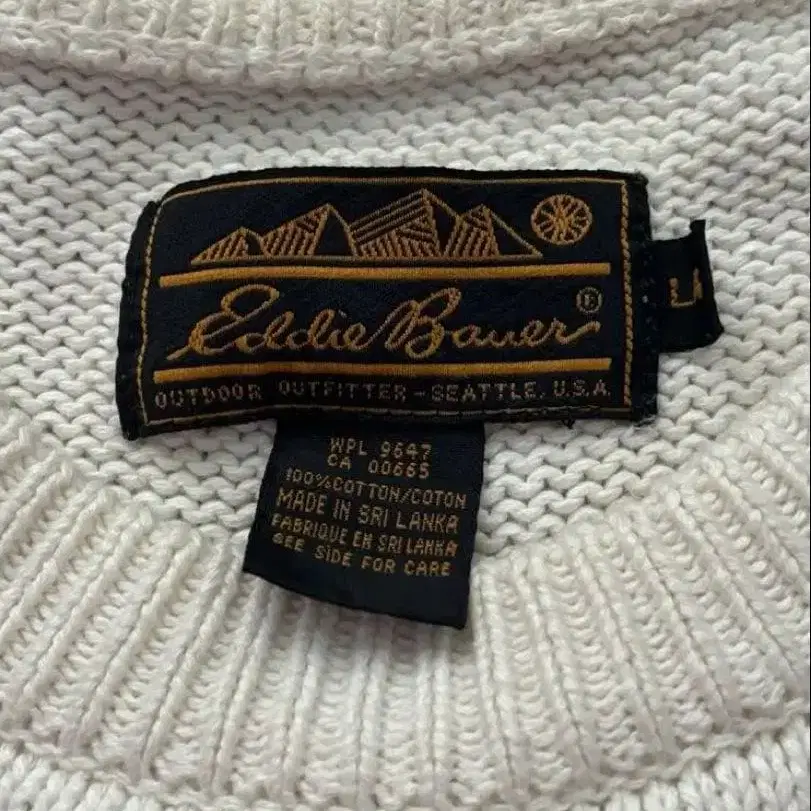 Eddie Bauer®
OUTDOOR OUTFITTER - SEATTLE, U.S.A.
WPL 9647
CA 00665
100% COTTON/COTON
MADE IN SRI LANKA
FABRIQUE EN SRI LANKA
SEE SIDE FOR CARE